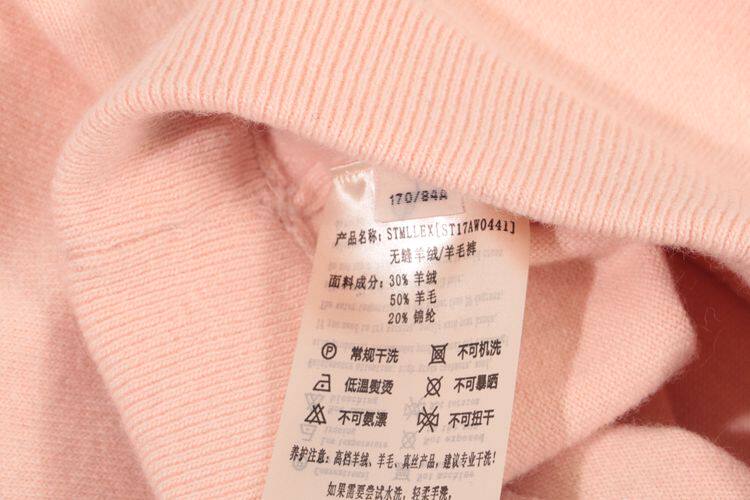 170/84A
产品名称: STMLLEX[ST17AW0441]
无缝羊绒/羊毛裤
面料成分: 30% 羊绒
50% 羊毛
20% 锦纶
常规干洗 不可机洗
低温熨烫 不可暴晒
不可氨漂 不可扭干
养护注意: 高档羊绒、羊毛、真丝产品, 建议专业干洗!
如果需要尝试水洗, 轻柔手洗,